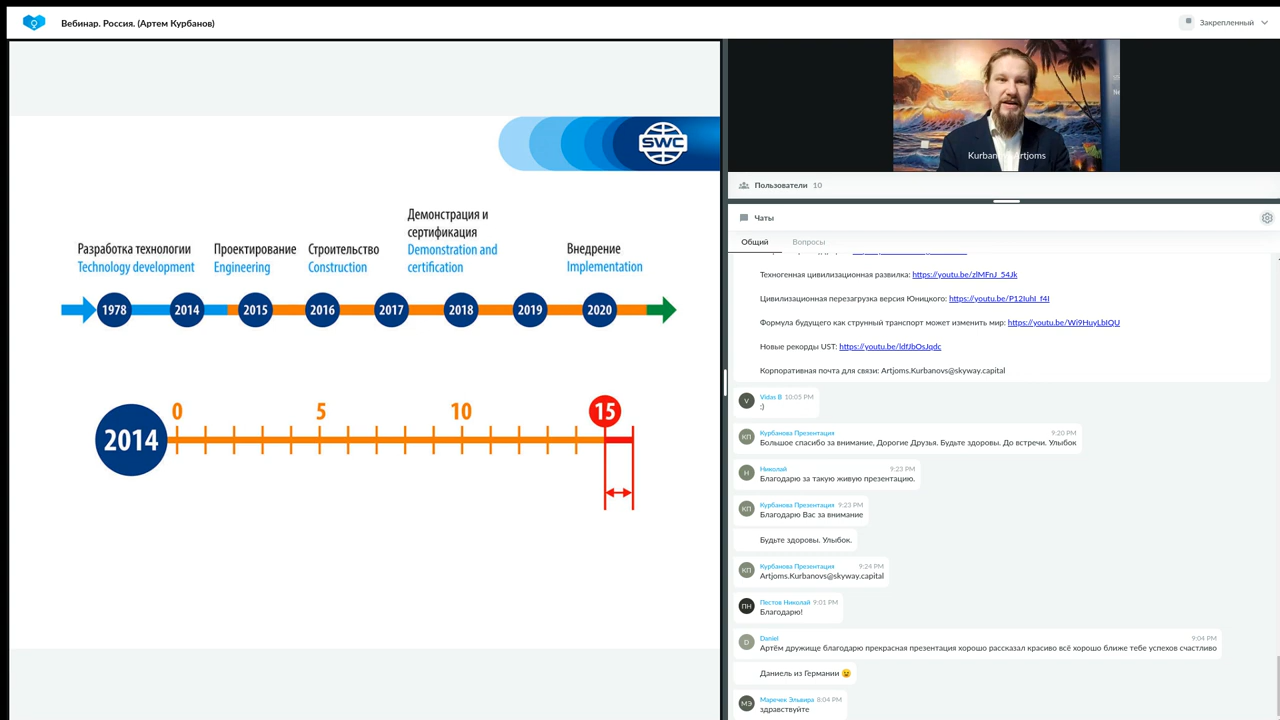 Вебинар. Россия. (Артем Курбанов)
Закрепленный
SWC
Демонстрация и
сертификация
Demonstration and
certification
Разработка технологии
Technology development
Проектирование
Engineering
Строительство
Construction
Внедрение
Implementation
1978 2014 2015 2016 2017 2018 2019 2020
0 5 10 15
2014
Пользователи 10
Чаты
Общий Вопросы
Техногенная цивилизационная развилка: https://youtu.be/zlMFnJ_54Jk
Цивилизационная перезагрузка версия Юницкого: https://youtu.be/P12IuhI_f4I
Формула будущего как струнный транспорт может изменить мир: https://youtu.be/Wi9HuyLbIQU
Новые рекорды UST: https://youtu.be/ldfJbOsJqdc
Корпоративная почта для связи: Artjoms.Kurbanovs@skyway.capital
V
Vidas B 10:05 PM
:)
КП
Курбанова Презентация 9:20 PM
Большое спасибо за внимание, Дорогие Друзья. Будьте здоровы. До встречи. Улыбок
Н
Николай 9:23 PM
Благодарю за такую живую презентацию.
КП
Курбанова Презентация 9:23 PM
Благодарю Вас за внимание
Будьте здоровы. Улыбок.
КП
Курбанова Презентация 9:24 PM
Artjoms.Kurbanovs@skyway.capital
ПН
Пестов Николай 9:01 PM
Благодарю!
D
Daniel 9:04 PM
Артём дружище благодарю прекрасная презентация хорошо рассказал красиво всё хорошо ближе тебе успехов счастливо
Даниель из Германии 😉
МЭ
Маречек Эльвира 8:04 PM
здравствуйте